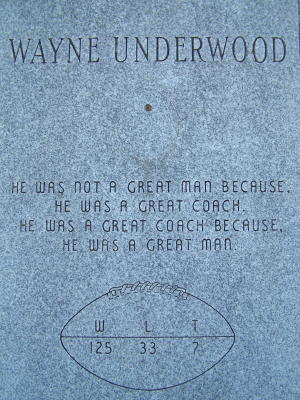 WAYNE UNDERWOOD
HE WAS NOT A GREAT MAN BECAUSE,
HE WAS A GREAT COACH.
HE WAS A GREAT COACH BECAUSE,
HE WAS A GREAT MAN.
W L T
125 33 7